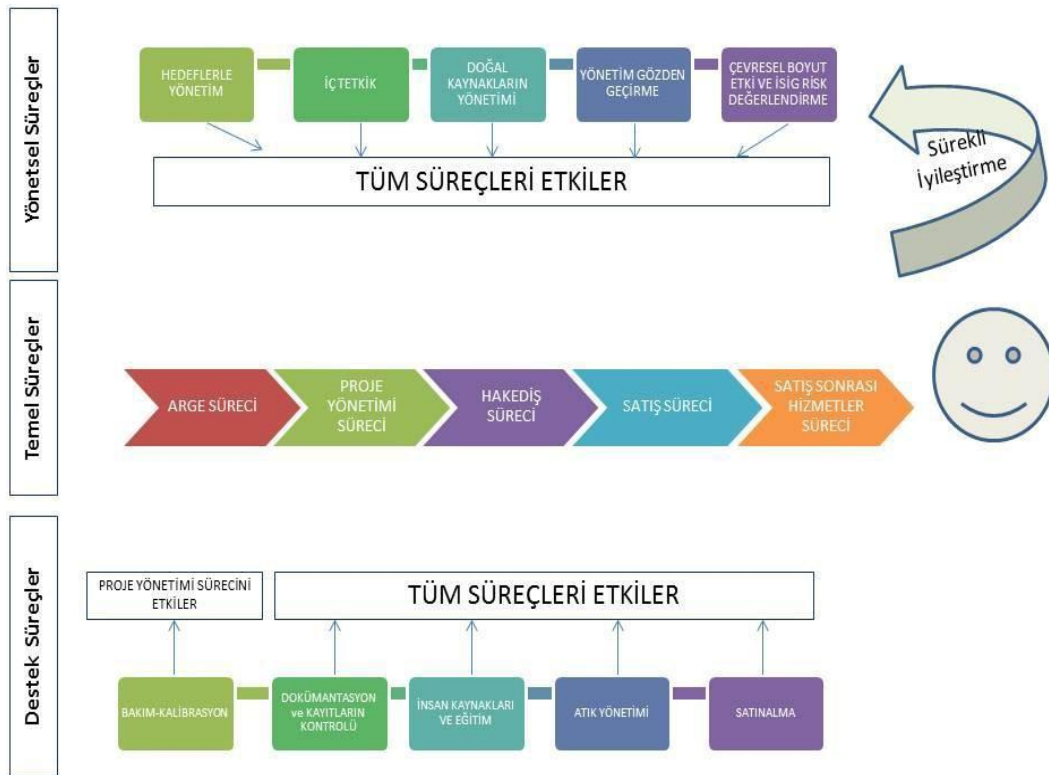 Yönetsel Süreçler
HEDEFLERLE
YÖNETİM
İÇ TETKİK
DOĞAL
KAYNAKLARIN
YÖNETİMİ
YÖNETİM GÖZDEN
GEÇİRME
ÇEVRESEL BOYUT
ETKİ VE ISIG RISK
DEĞERLENDİRME
TÜM SÜREÇLERİ ETKİLER
Sürekli
İyileştirme
Temel Süreçler
ARGE SÜRECİ
PROJE
YÖNETİMİ
SÜRECİ
HAKEDİŞ
SÜRECİ
SATIŞ SÜRECİ
SATIŞ SONRASI
HİZMETLER
SÜRECİ
Destek Süreçler
PROJE YÖNETİMİ SÜRECİNİ
ETKİLER
TÜM SÜREÇLERİ ETKİLER
BAKIM-KALİBRASYON
DOKÜMANTASYON
ve KAYITLARIN
KONTROLÜ
İNSAN KAYNAKLARI
VE EĞİTİM
ATIK YÖNETİMİ
SATINALMA